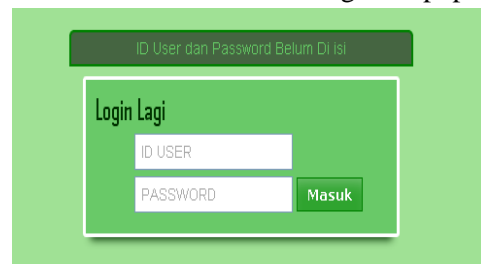 ID User dan Password Belum Di isi
Login Lagi
ID USER
PASSWORD
Masuk